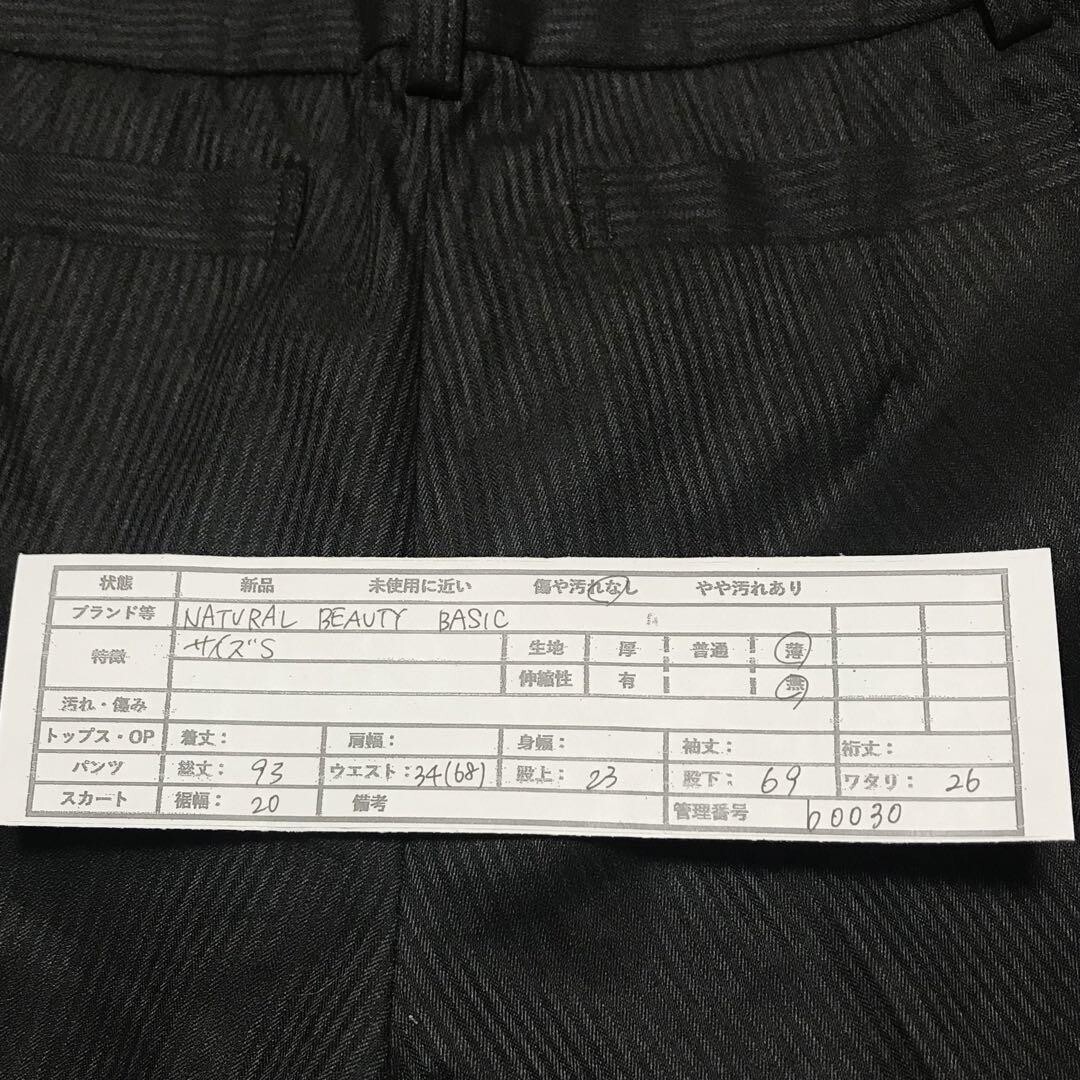 状態 新品 未使用に近い 傷や汚れなし やや汚れあり
ブランド等 NATURAL BEAUTY BASIC
特徴 サイズS 生地 厚 普通 薄
伸縮性 有 無
汚れ・傷み
トップス・OP 着丈: 肩幅: 身幅: 袖丈: 裄丈:
パンツ 総丈: 93 ウエスト:34(68) 股上: 23 股下: 69 ワタリ: 26
スカート 裾幅: 20 備考 管理番号 b0030